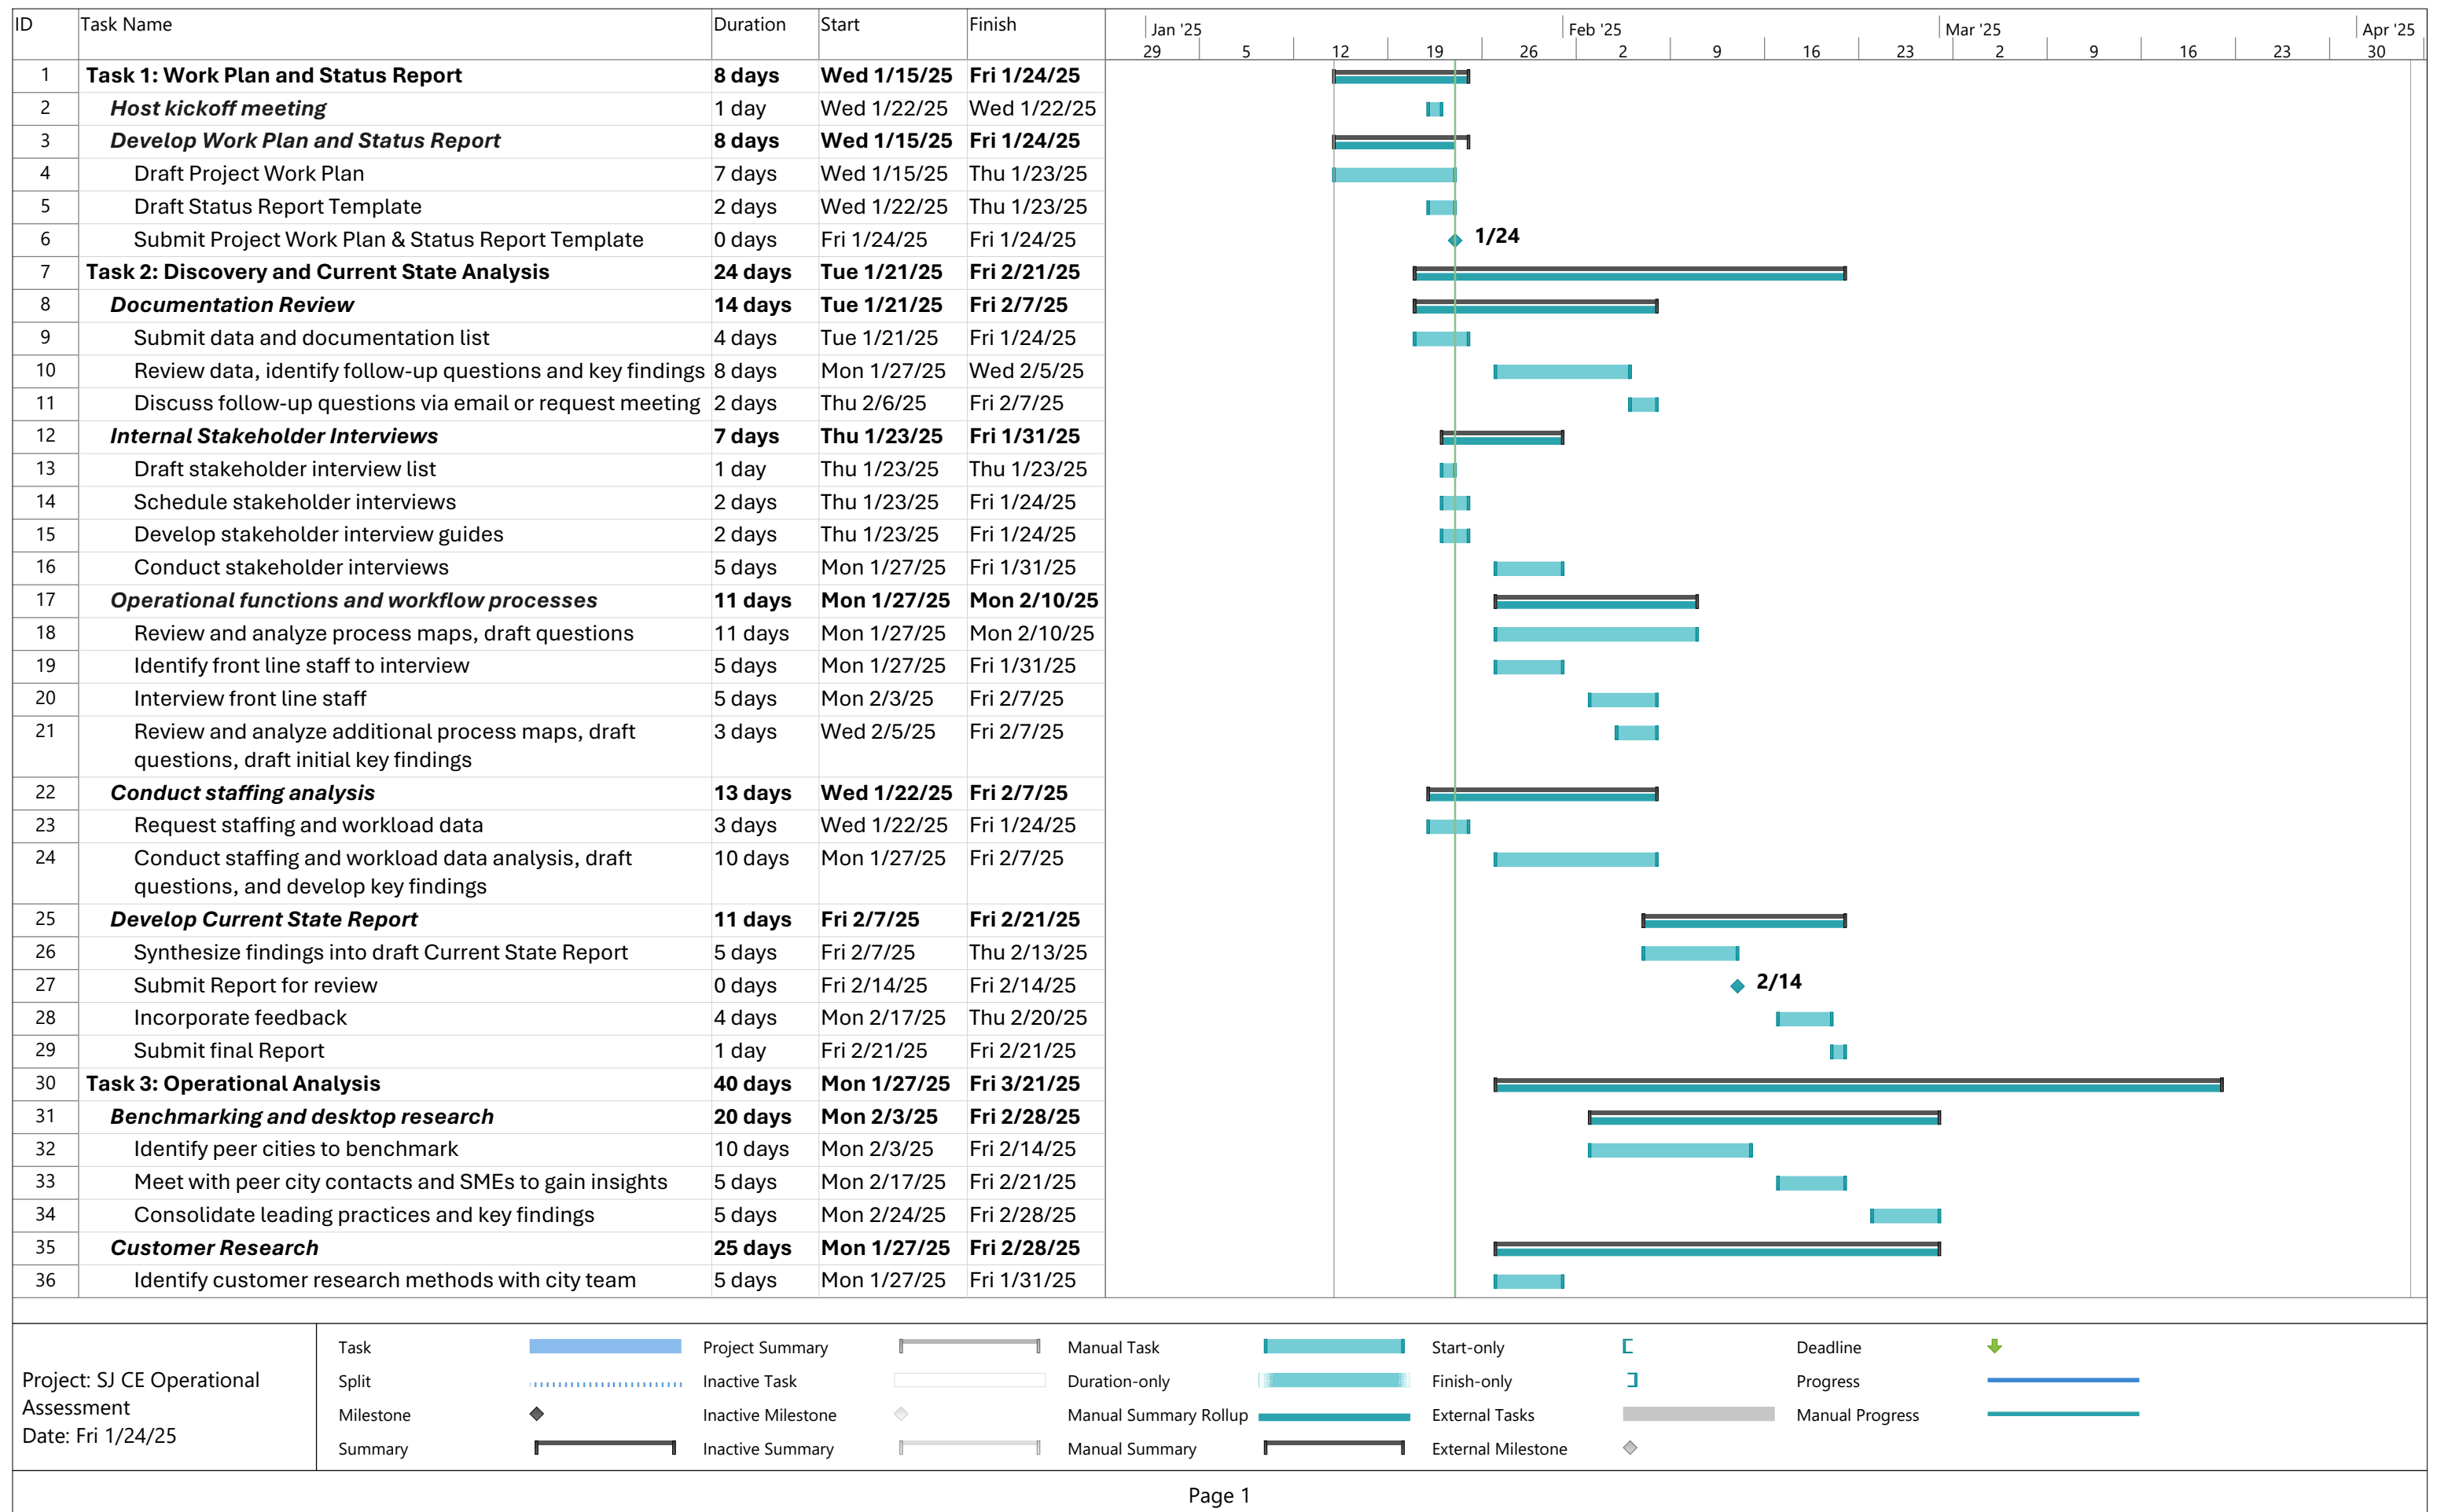 ID Task Name Duration Start Finish Jan '25 Feb '25 Mar '25 Apr '25
29 5 12 19 26 2 9 16 23 2 9 16 23 30
1 Task 1: Work Plan and Status Report 8 days Wed 1/15/25 Fri 1/24/25
2 Host kickoff meeting 1 day Wed 1/22/25 Wed 1/22/25
3 Develop Work Plan and Status Report 8 days Wed 1/15/25 Fri 1/24/25
4 Draft Project Work Plan 7 days Wed 1/15/25 Thu 1/23/25
5 Draft Status Report Template 2 days Wed 1/22/25 Thu 1/23/25
6 Submit Project Work Plan & Status Report Template 0 days Fri 1/24/25 Fri 1/24/25 1/24
7 Task 2: Discovery and Current State Analysis 24 days Tue 1/21/25 Fri 2/21/25
8 Documentation Review 14 days Tue 1/21/25 Fri 2/7/25
9 Submit data and documentation list 4 days Tue 1/21/25 Fri 1/24/25
10 Review data, identify follow-up questions and key findings 8 days Mon 1/27/25 Wed 2/5/25
11 Discuss follow-up questions via email or request meeting 2 days Thu 2/6/25 Fri 2/7/25
12 Internal Stakeholder Interviews 7 days Thu 1/23/25 Fri 1/31/25
13 Draft stakeholder interview list 1 day Thu 1/23/25 Thu 1/23/25
14 Schedule stakeholder interviews 2 days Thu 1/23/25 Fri 1/24/25
15 Develop stakeholder interview guides 2 days Thu 1/23/25 Fri 1/24/25
16 Conduct stakeholder interviews 5 days Mon 1/27/25 Fri 1/31/25
17 Operational functions and workflow processes 11 days Mon 1/27/25 Mon 2/10/25
18 Review and analyze process maps, draft questions 11 days Mon 1/27/25 Mon 2/10/25
19 Identify front line staff to interview 5 days Mon 1/27/25 Fri 1/31/25
20 Interview front line staff 5 days Mon 2/3/25 Fri 2/7/25
21 Review and analyze additional process maps, draft 3 days Wed 2/5/25 Fri 2/7/25
questions, draft initial key findings
22 Conduct staffing analysis 13 days Wed 1/22/25 Fri 2/7/25
23 Request staffing and workload data 3 days Wed 1/22/25 Fri 1/24/25
24 Conduct staffing and workload data analysis, draft 10 days Mon 1/27/25 Fri 2/7/25
questions, and develop key findings
25 Develop Current State Report 11 days Fri 2/7/25 Fri 2/21/25
26 Synthesize findings into draft Current State Report 5 days Fri 2/7/25 Thu 2/13/25
27 Submit Report for review 0 days Fri 2/14/25 Fri 2/14/25 2/14
28 Incorporate feedback 4 days Mon 2/17/25 Thu 2/20/25
29 Submit final Report 1 day Fri 2/21/25 Fri 2/21/25
30 Task 3: Operational Analysis 40 days Mon 1/27/25 Fri 3/21/25
31 Benchmarking and desktop research 20 days Mon 2/3/25 Fri 2/28/25
32 Identify peer cities to benchmark 10 days Mon 2/3/25 Fri 2/14/25
33 Meet with peer city contacts and SMEs to gain insights 5 days Mon 2/17/25 Fri 2/21/25
34 Consolidate leading practices and key findings 5 days Mon 2/24/25 Fri 2/28/25
35 Customer Research 25 days Mon 1/27/25 Fri 2/28/25
36 Identify customer research methods with city team 5 days Mon 1/27/25 Fri 1/31/25
Project: SJ CE Operational
Assessment
Date: Fri 1/24/25
Task Project Summary Manual Task Start-only Deadline
Split Inactive Task Duration-only Finish-only Progress
Milestone Inactive Milestone Manual Summary Rollup External Tasks Manual Progress
Summary Inactive Summary Manual Summary External Milestone
Page 1